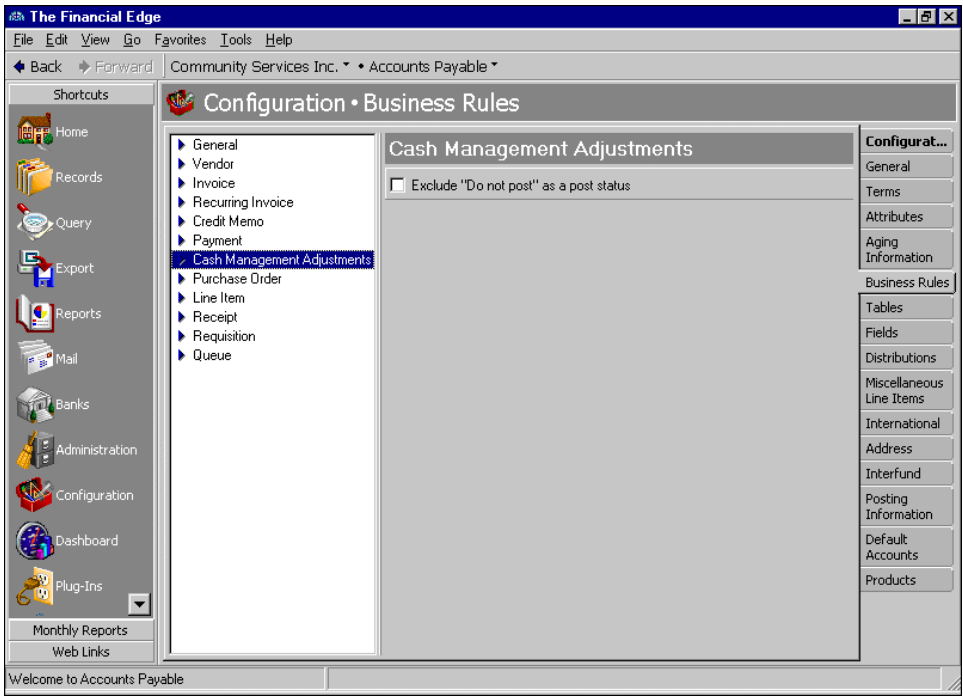 The Financial Edge
File Edit View Go Favorites Tools Help
Back Forward Community Services Inc. • Accounts Payable
Shortcuts
Home
Records
Query
Export
Reports
Mail
Banks
Administration
Configuration
Dashboard
Plug-Ins
Monthly Reports
Web Links
Configuration • Business Rules
General
Vendor
Invoice
Recurring Invoice
Credit Memo
Payment
Cash Management Adjustments
Purchase Order
Line Item
Receipt
Requisition
Queue
Cash Management Adjustments
Exclude "Do not post" as a post status
Configurat...
General
Terms
Attributes
Aging
Information
Business Rules
Tables
Fields
Distributions
Miscellaneous
Line Items
International
Address
Interfund
Posting
Information
Default
Accounts
Products
Welcome to Accounts Payable